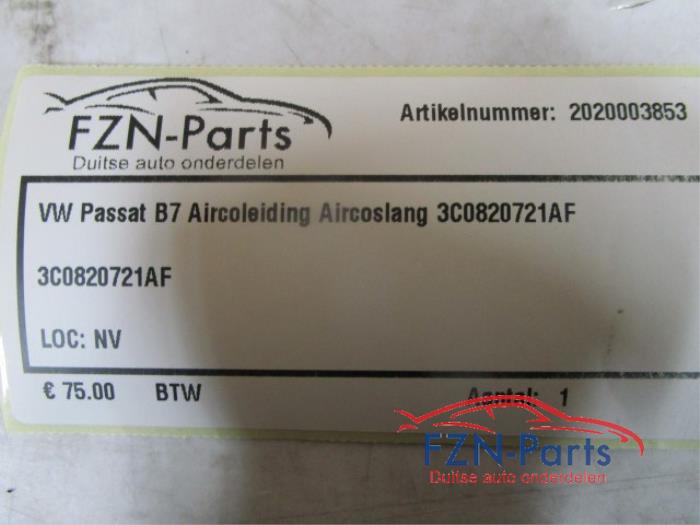 FZN-Parts
Duitse auto onderdelen
Artikelnummer: 2020003853
VW Passat B7 Aircoleiding Aircoslang 3C0820721AF
3C0820721AF
LOC: NV
€ 75.00 BTW Aantal: 1
FZN-Parts
Duitse auto onderdelen